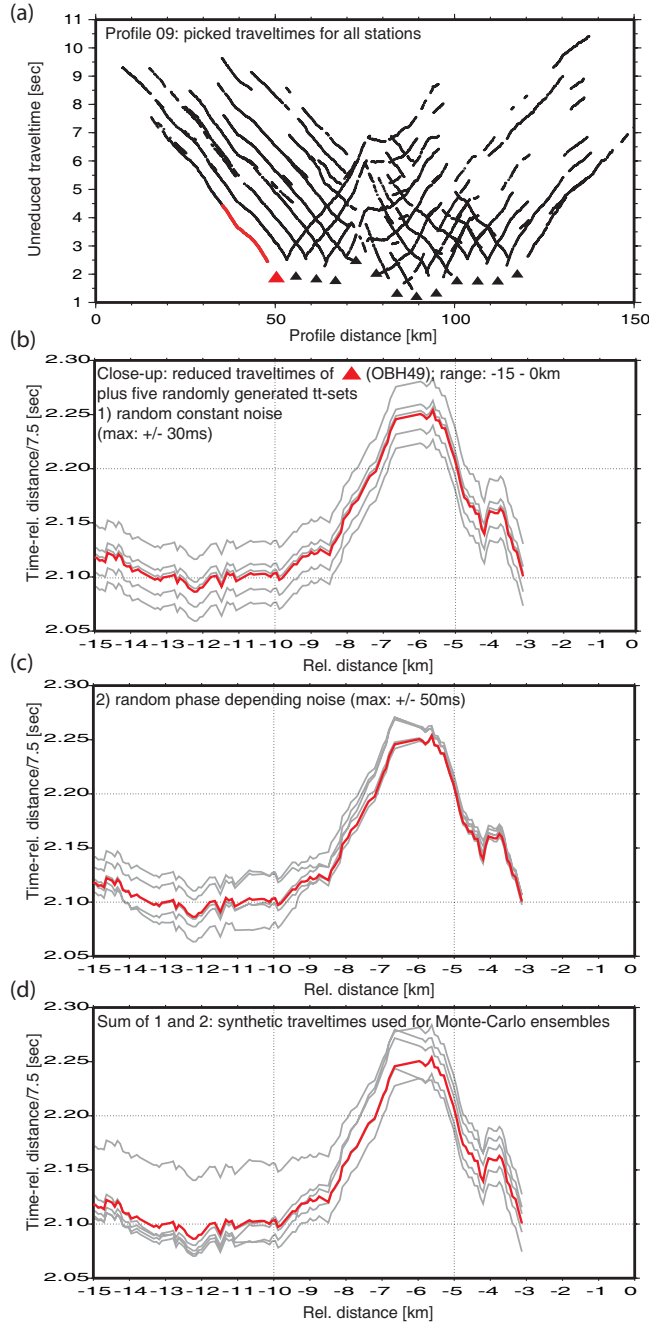 (a)
Profile 09: picked traveltimes for all stations
Unreduced traveltime [sec]
11
10
9
8
7
6
5
4
3
2
1
0 50 100 150
Profile distance [km]
(b)
Close-up: reduced traveltimes of (OBH49); range: -15 - 0km
plus five randomly generated tt-sets
1) random constant noise
(max: +/- 30ms)
Time-rel. distance/7.5 [sec]
2.30
2.25
2.20
2.15
2.10
2.05
-15 -14 -13 -12 -11 -10 -9 -8 -7 -6 -5 -4 -3 -2 -1 0
Rel. distance [km]
(c)
2) random phase depending noise (max: +/- 50ms)
Time-rel. distance/7.5 [sec]
2.30
2.25
2.20
2.15
2.10
2.05
-15 -14 -13 -12 -11 -10 -9 -8 -7 -6 -5 -4 -3 -2 -1 0
Rel. distance [km]
(d)
Sum of 1 and 2: synthetic traveltimes used for Monte-Carlo ensembles
Time-rel. distance/7.5 [sec]
2.30
2.25
2.20
2.15
2.10
2.05
-15 -14 -13 -12 -11 -10 -9 -8 -7 -6 -5 -4 -3 -2 -1 0
Rel. distance [km]